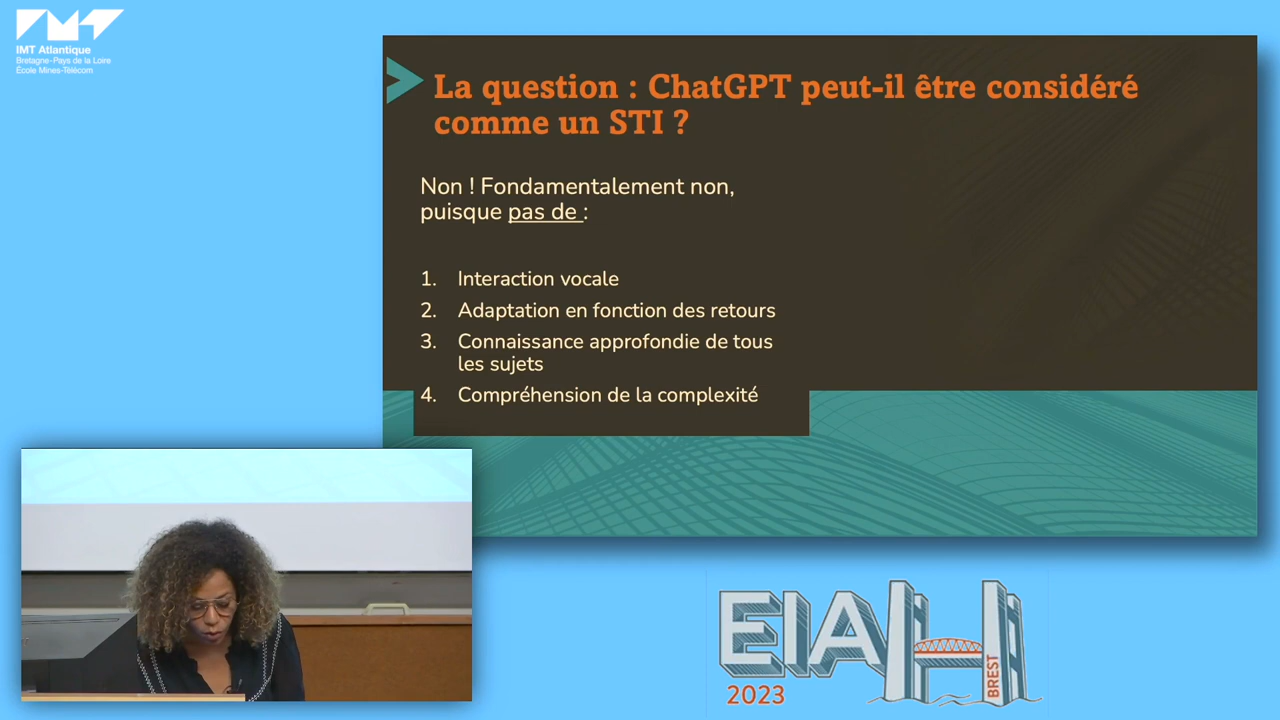 IMT Atlantique
Bretagne-Pays de la Loire
École Mines-Télécom
La question : ChatGPT peut-il être considéré
comme un STI ?
Non ! Fondamentalement non,
puisque pas de :
1. Interaction vocale
2. Adaptation en fonction des retours
3. Connaissance approfondie de tous
les sujets
4. Compréhension de la complexité
EIAH
BREST
2023